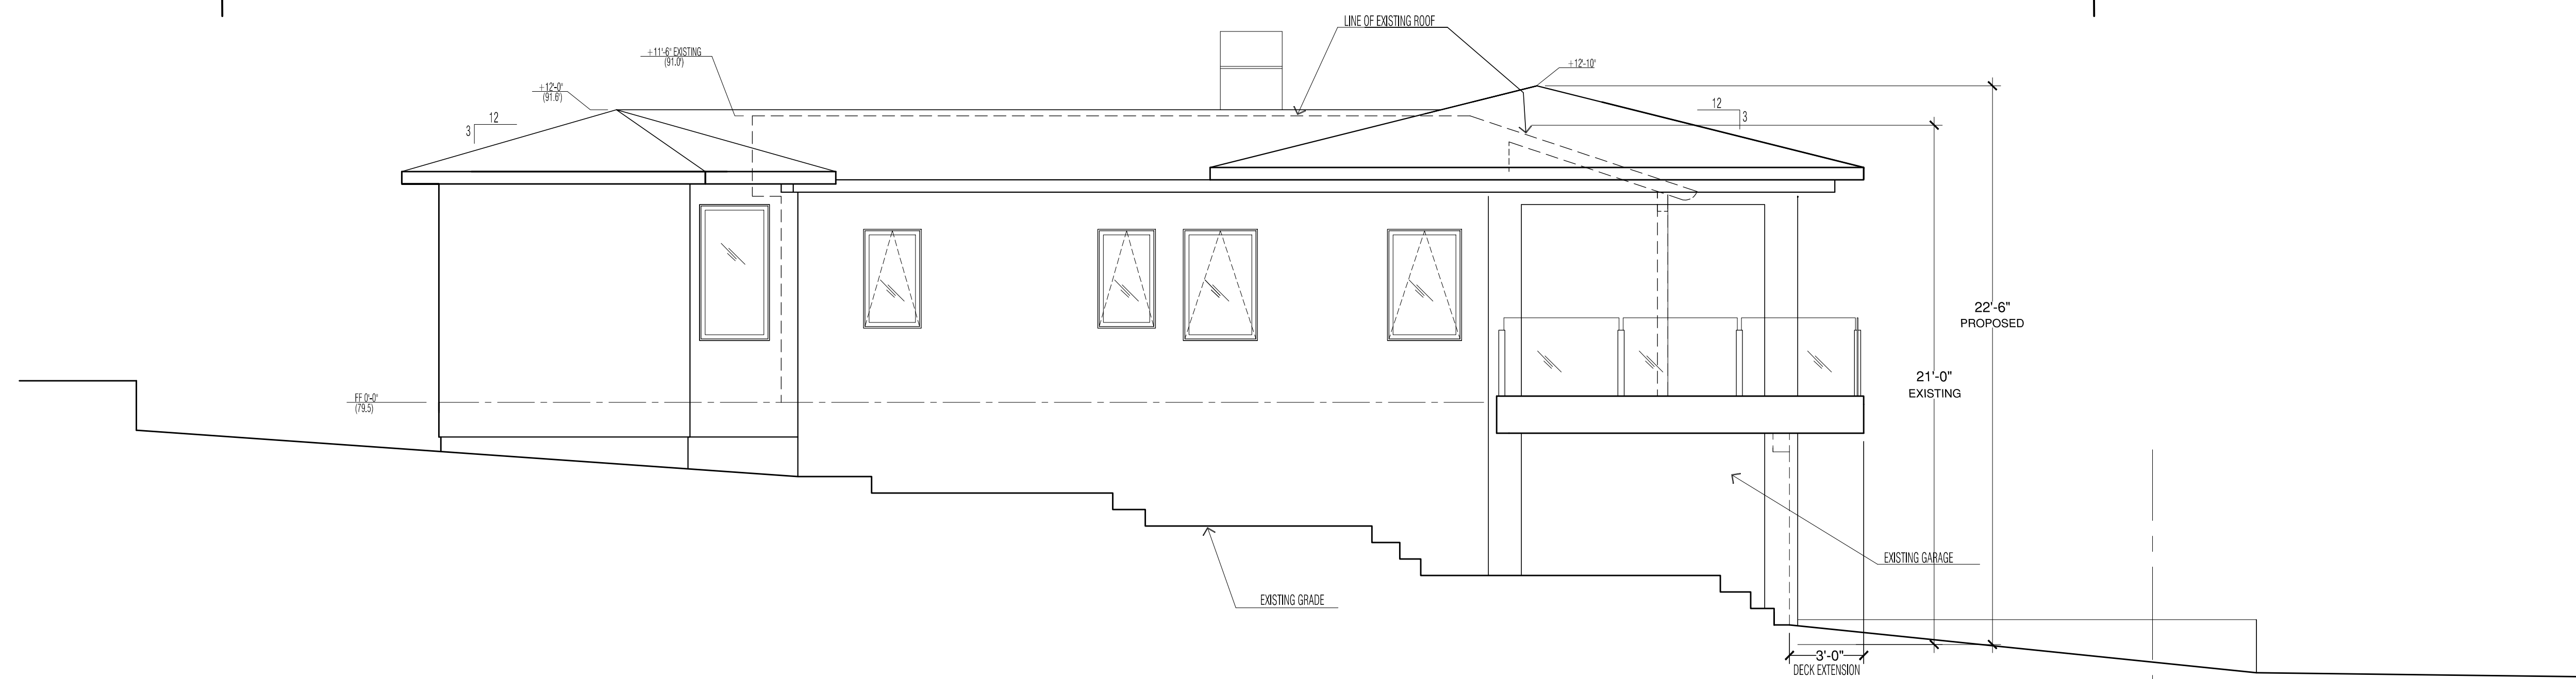 LINE OF EXISTING ROOF
+11'-6" EXISTING
(91.0')
+12'-10"
+12'-0"
(91.6')
12
3
12
3
22'-6"
PROPOSED
21'-0"
EXISTING
FF 0'-0"
(79.5)
EXISTING GARAGE
EXISTING GRADE
3'-0"
DECK EXTENSION